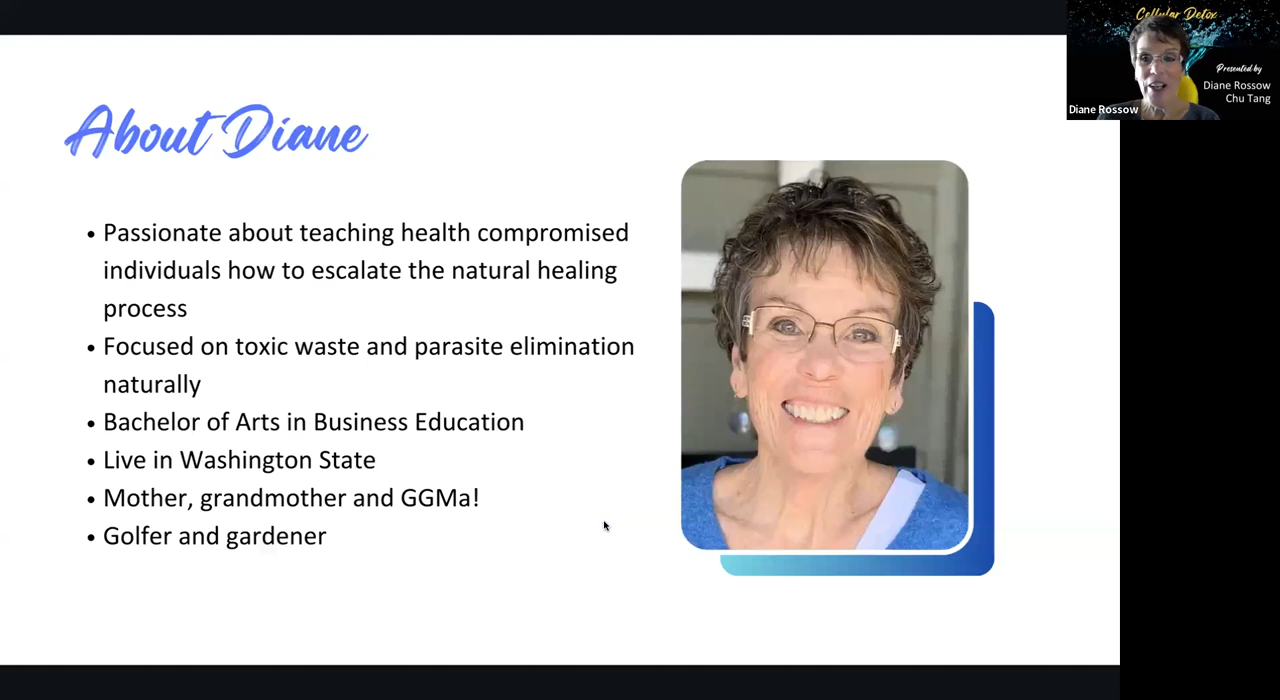 Cellular Detox
Presented by
Diane Rossow
Chu Tang
Diane Rossow
About Diane
• Passionate about teaching health compromised
individuals how to escalate the natural healing
process
• Focused on toxic waste and parasite elimination
naturally
• Bachelor of Arts in Business Education
• Live in Washington State
• Mother, grandmother and GGMa!
• Golfer and gardener